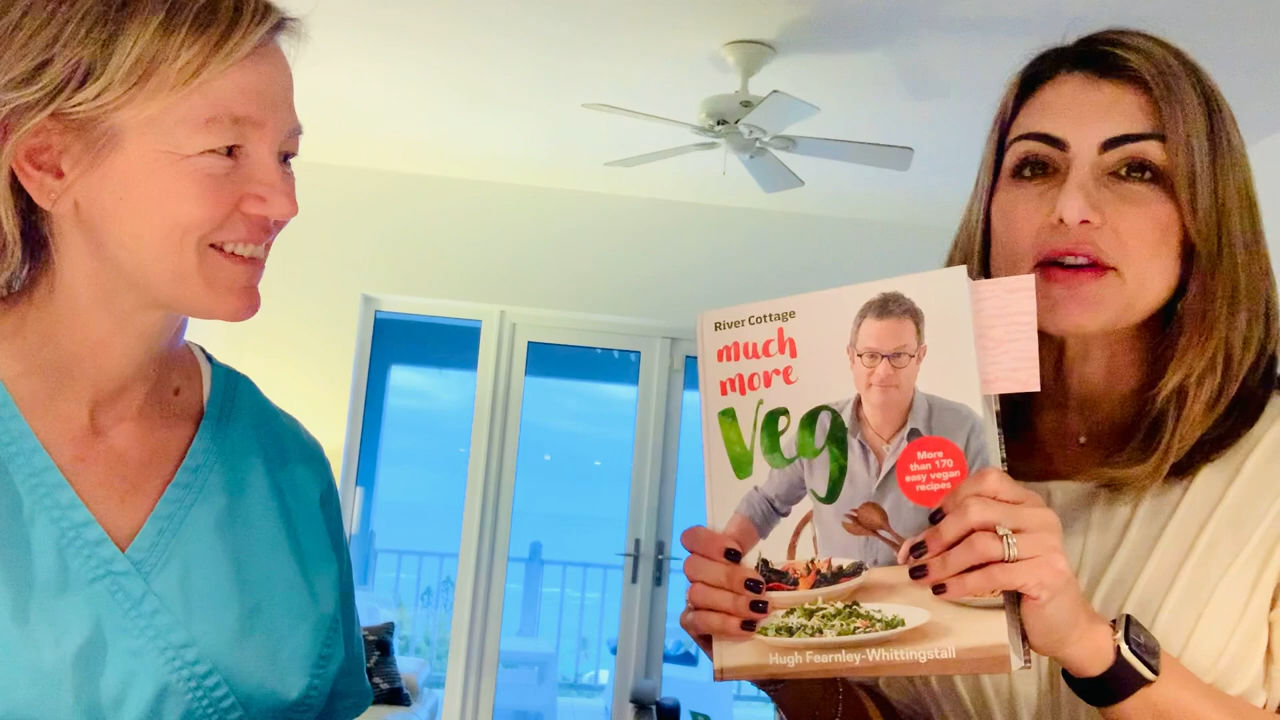 River Cottage
much
more
Veg
More
than 170
easy vegan
recipes
Hugh Fearnley-Whittingstall